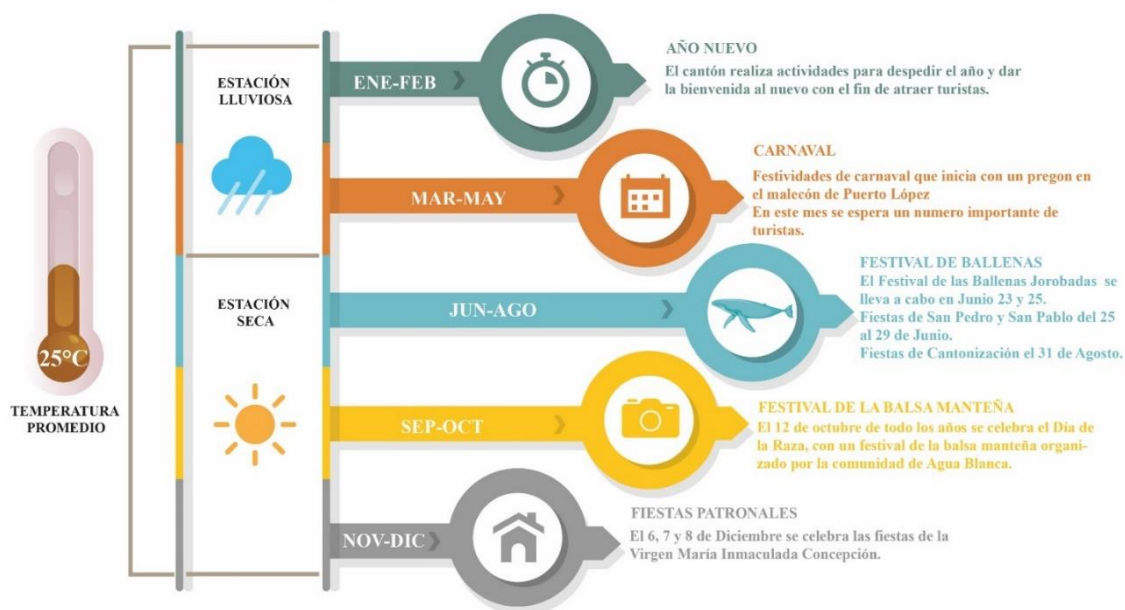 25°C
TEMPERATURA
PROMEDIO
ESTACIÓN
LLUVIOSA
ESTACIÓN
SECA
ENE-FEB
AÑO NUEVO
El cantón realiza actividades para despedir el año y dar
la bienvenida al nuevo con el fin de atraer turistas.
MAR-MAY
CARNAVAL
Festividades de carnaval que inicia con un pregon en
el malecón de Puerto López
En este mes se espera un numero importante de
turistas.
JUN-AGO
FESTIVAL DE BALLENAS
El Festival de las Ballenas Jorobadas se
lleva a cabo en Junio 23 y 25.
Fiestas de San Pedro y San Pablo del 25
al 29 de Junio.
Fiestas de Cantonización el 31 de Agosto.
SEP-OCT
FESTIVAL DE LA BALSA MANTEÑA
El 12 de octubre de todo los años se celebra el Día de
la Raza, con un festival de la balsa manteña organi-
zado por la comunidad de Agua Blanca.
NOV-DIC
FIESTAS PATRONALES
El 6, 7 y 8 de Diciembre se celebra las fiestas de la
Virgen María Inmaculada Concepción.